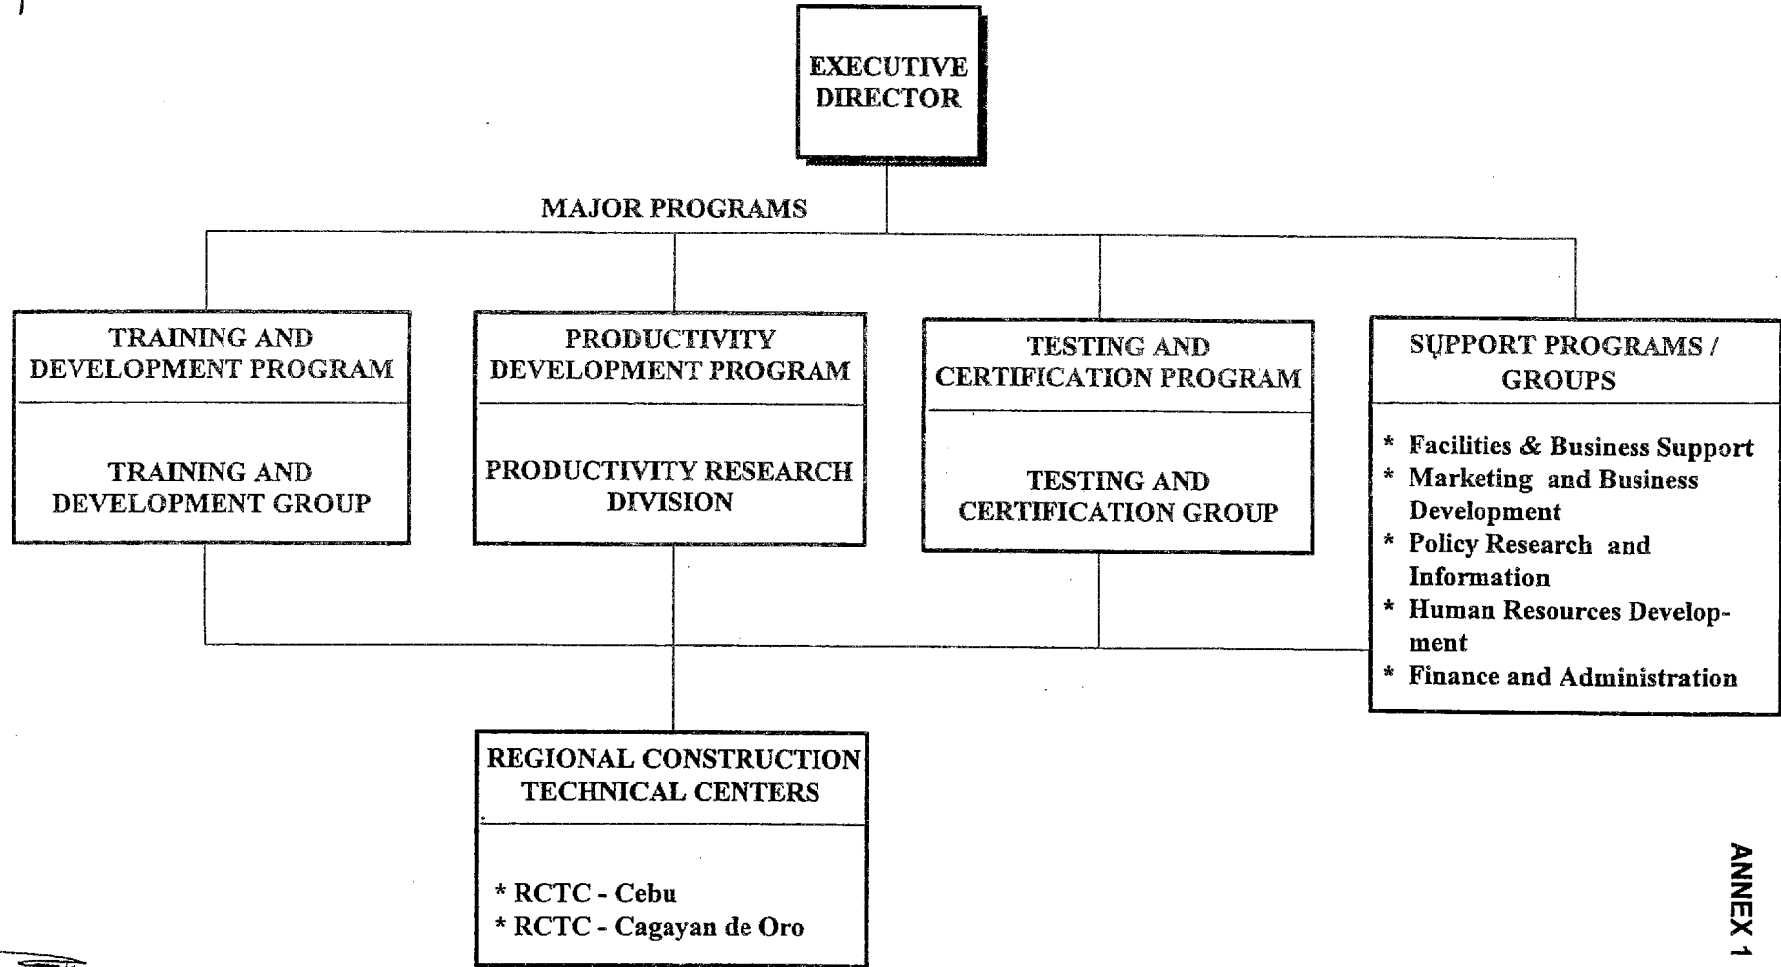 EXECUTIVE
DIRECTOR
MAJOR PROGRAMS
TRAINING AND
DEVELOPMENT PROGRAM
TRAINING AND
DEVELOPMENT GROUP
PRODUCTIVITY
DEVELOPMENT PROGRAM
PRODUCTIVITY RESEARCH
DIVISION
TESTING AND
CERTIFICATION PROGRAM
TESTING AND
CERTIFICATION GROUP
SUPPORT PROGRAMS /
GROUPS
* Facilities & Business Support
* Marketing and Business
Development
* Policy Research and
Information
* Human Resources Develop-
ment
* Finance and Administration
REGIONAL CONSTRUCTION
TECHNICAL CENTERS
* RCTC - Cebu
* RCTC - Cagayan de Oro
ANNEX 1